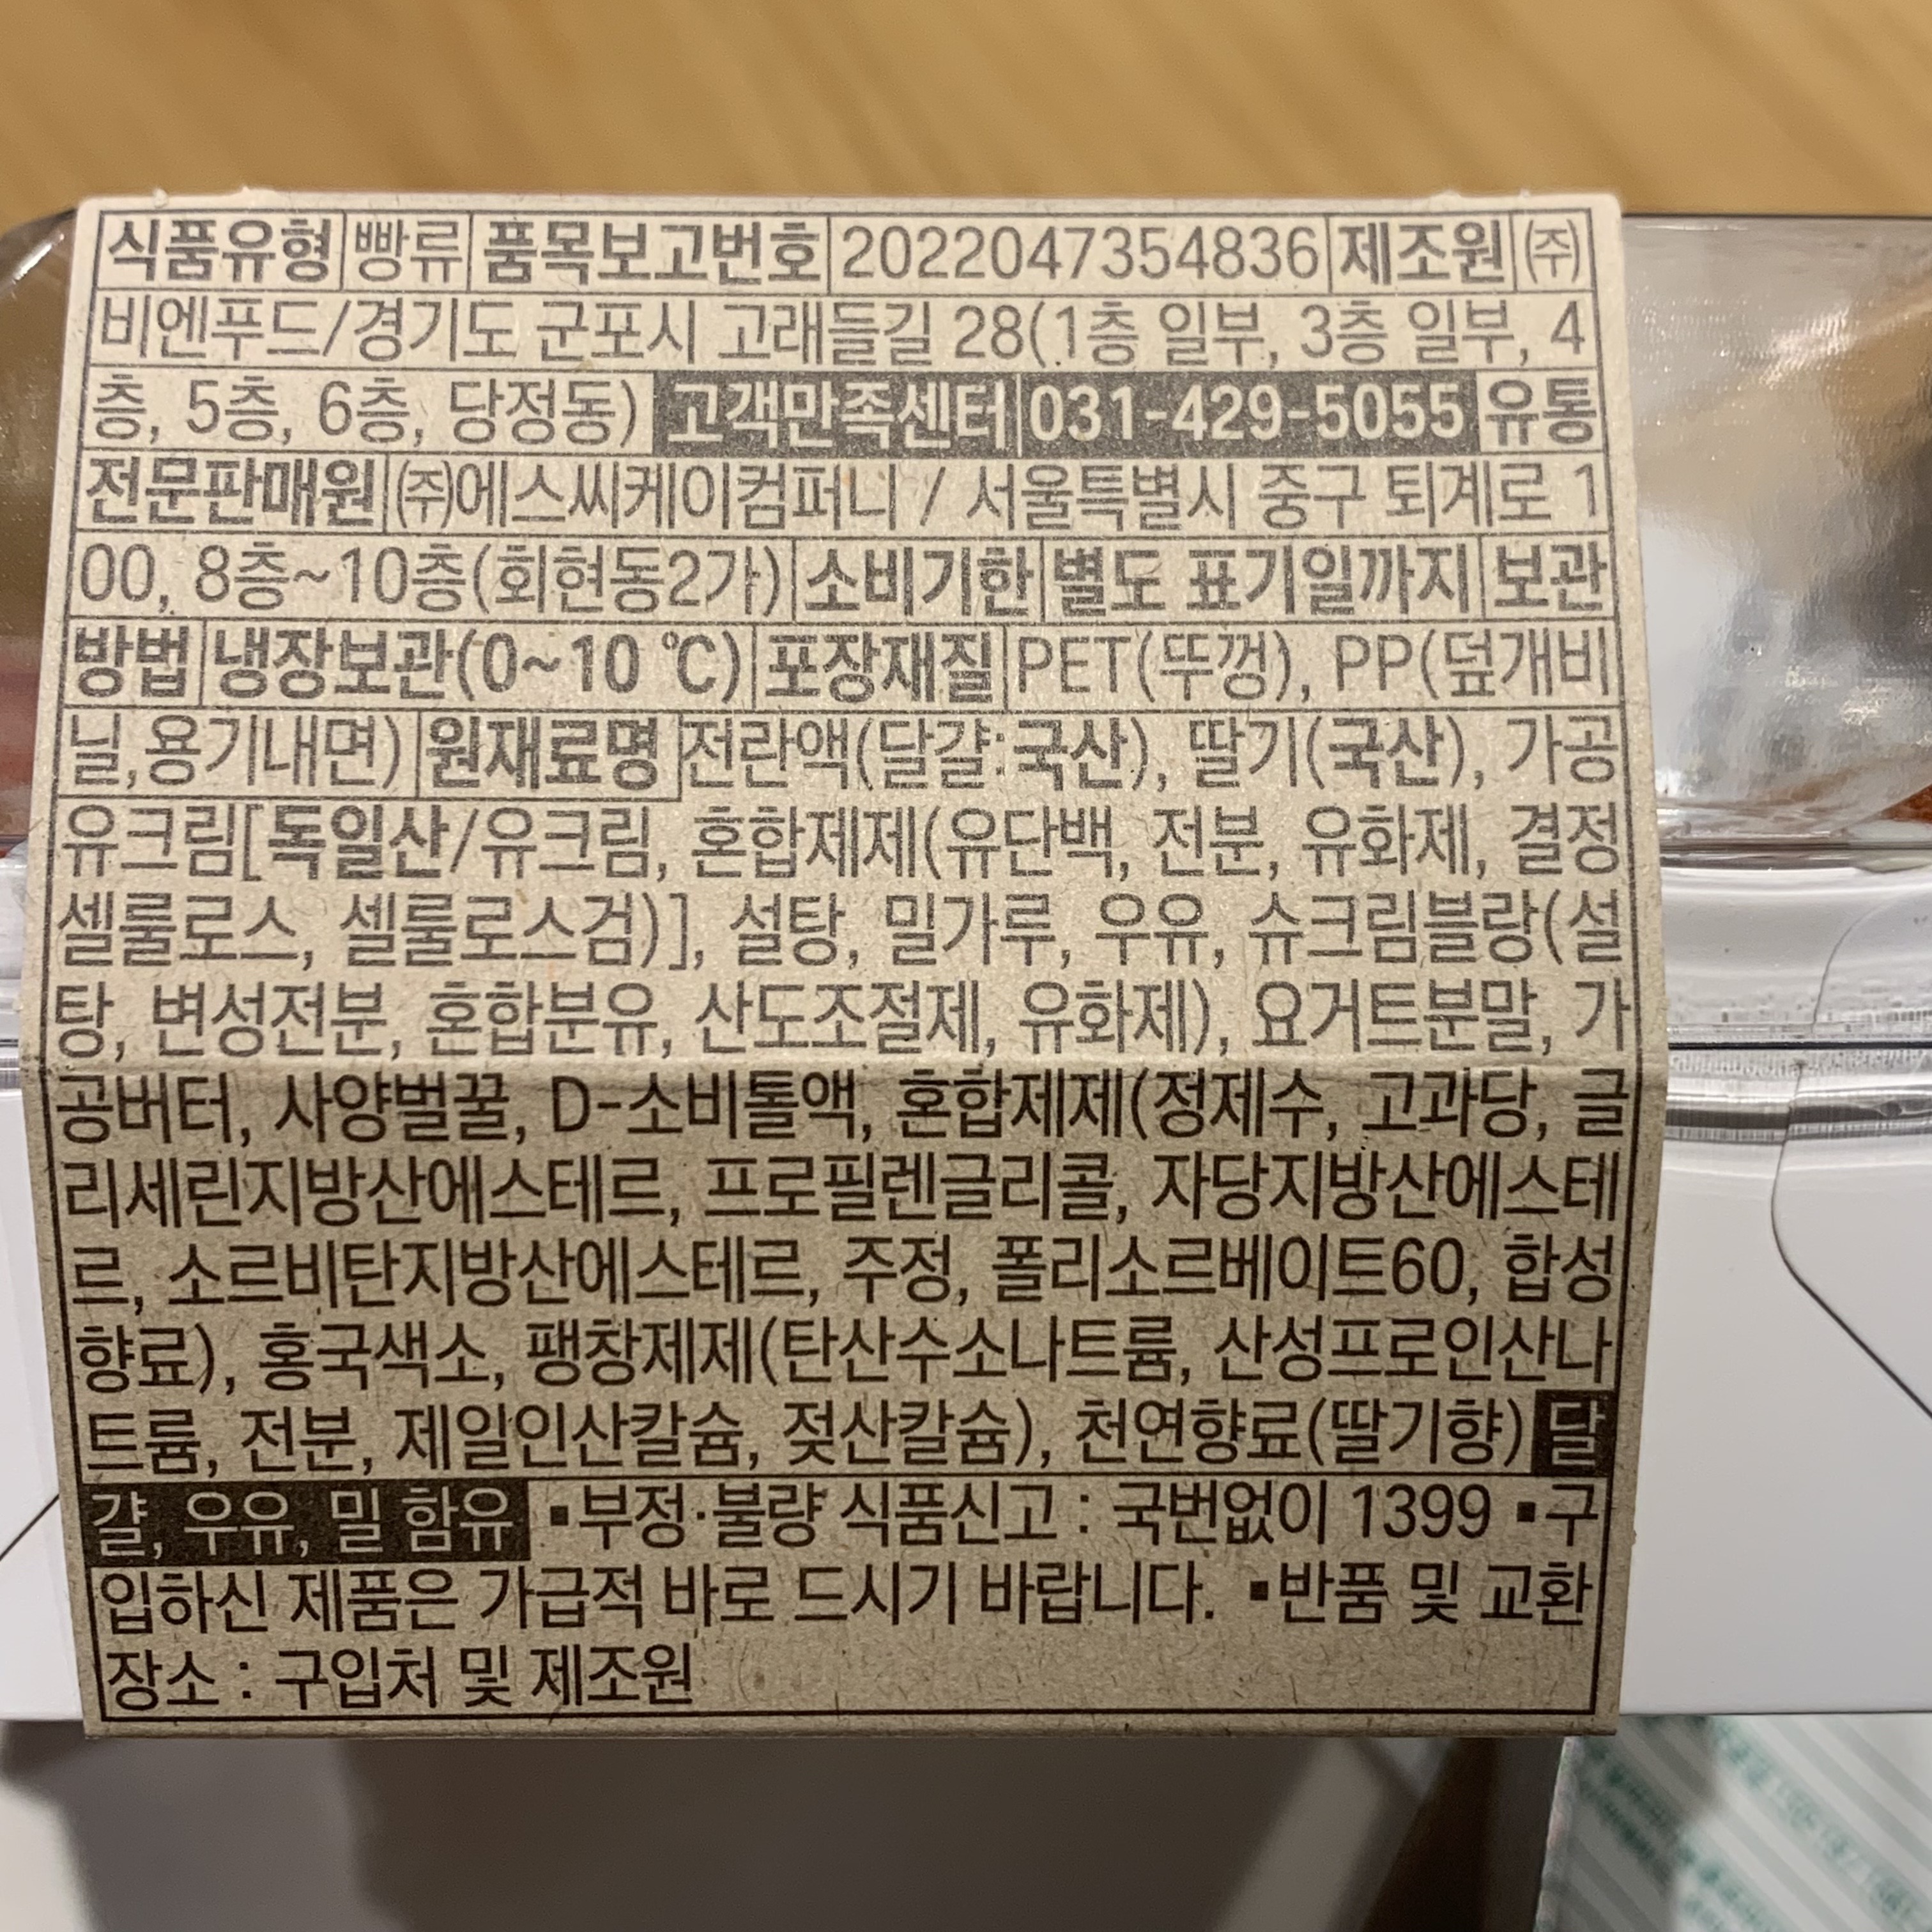 식품유형 빵류 품목보고번호 2022047354836 제조원 ㈜
비엔푸드/경기도 군포시 고래들길 28(1층 일부, 3층 일부, 4
층, 5층, 6층, 당정동) 고객만족센터 031-429-5055 유통
전문판매원 ㈜에스씨케이컴퍼니 / 서울특별시 중구 퇴계로 1
00, 8층~10층(회현동2가) 소비기한 별도 표기일까지 보관
방법 냉장보관(0~10 ℃) 포장재질 PET(뚜껑), PP(덮개비
닐,용기내면) 원재료명 전란액(달걀:국산), 딸기(국산), 가공
유크림[독일산/유크림, 혼합제제(유단백, 전분, 유화제, 결정
셀룰로스, 셀룰로스검)], 설탕, 밀가루, 우유, 슈크림블랑(설
탕, 변성전분, 혼합분유, 산도조절제, 유화제), 요거트분말, 가
공버터, 사양벌꿀, D-소비톨액, 혼합제제(정제수, 고과당, 글
리세린지방산에스테르, 프로필렌글리콜, 자당지방산에스테
르, 소르비탄지방산에스테르, 주정, 폴리소르베이트60, 합성
향료), 홍국색소, 팽창제제(탄산수소나트륨, 산성피로인산나
트륨, 전분, 제일인산칼슘, 젖산칼슘), 천연향료(딸기향) 달
걀, 우유, 밀 함유 ▪부정·불량 식품신고 : 국번없이 1399 ▪구
입하신 제품은 가급적 바로 드시기 바랍니다. ▪반품 및 교환
장소 : 구입처 및 제조원